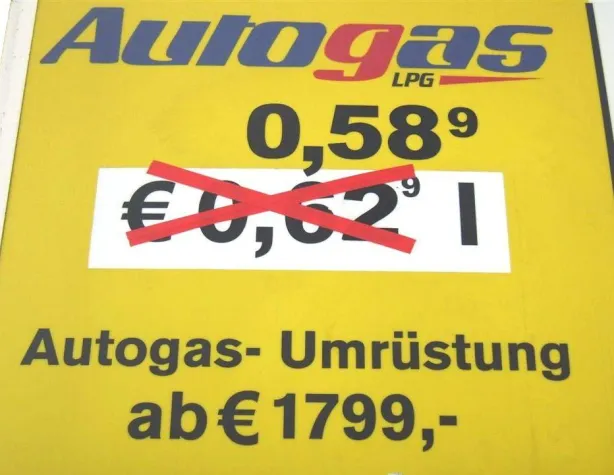 Autogas
LPG
0,58⁹
€ 0,62⁹ l
Autogas- Umrüstung
ab € 1799,-